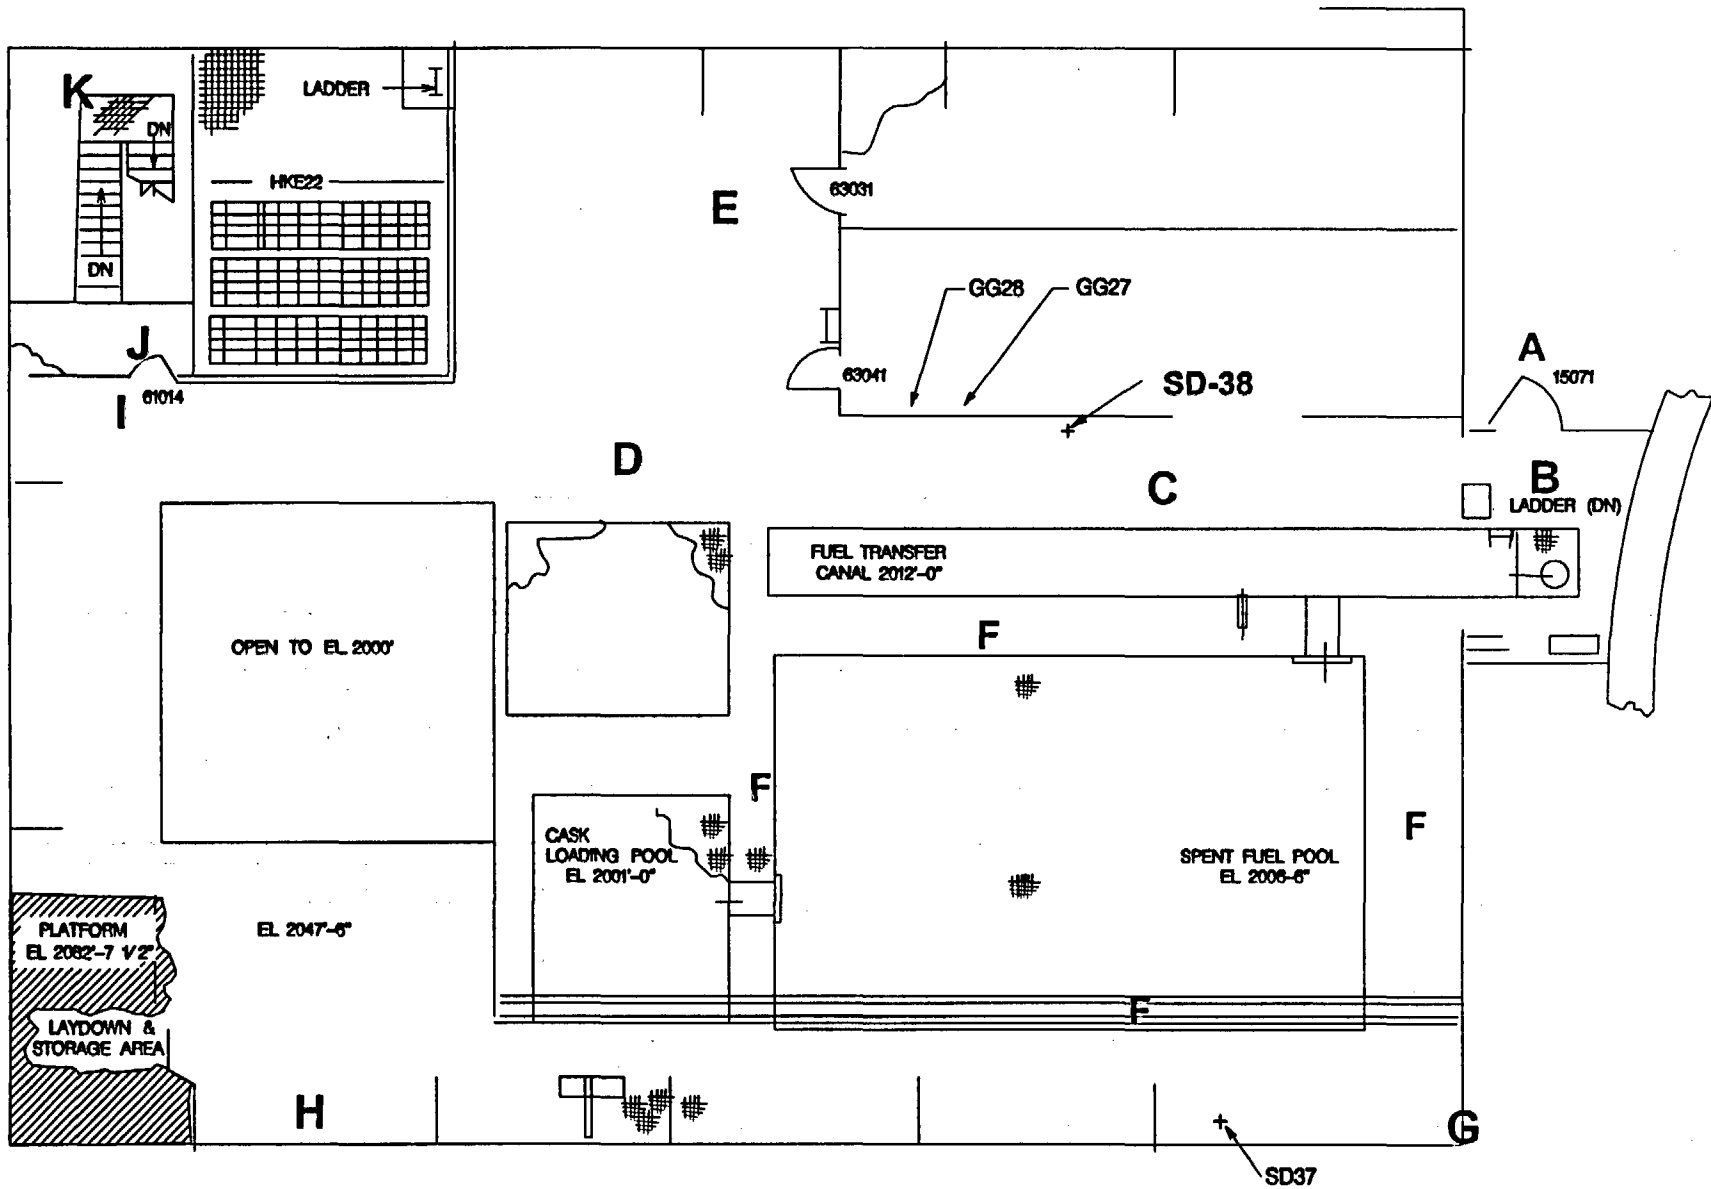 K
LADDER
DN
HKE22
63031
E
DN
GG28
GG27
A
J
63041
SD-38
15071
I
61014
D
C
B
LADDER (DN)
FUEL TRANSFER
CANAL 2012'-0"
OPEN TO EL. 2000'
F
F
F
CASK
LOADING POOL
EL 2001'-0"
SPENT FUEL POOL
EL 2006-6"
PLATFORM
EL 2082'-7 1/2"
EL 2047'-6"
F
LAYDOWN &
STORAGE AREA
H
G
SD37